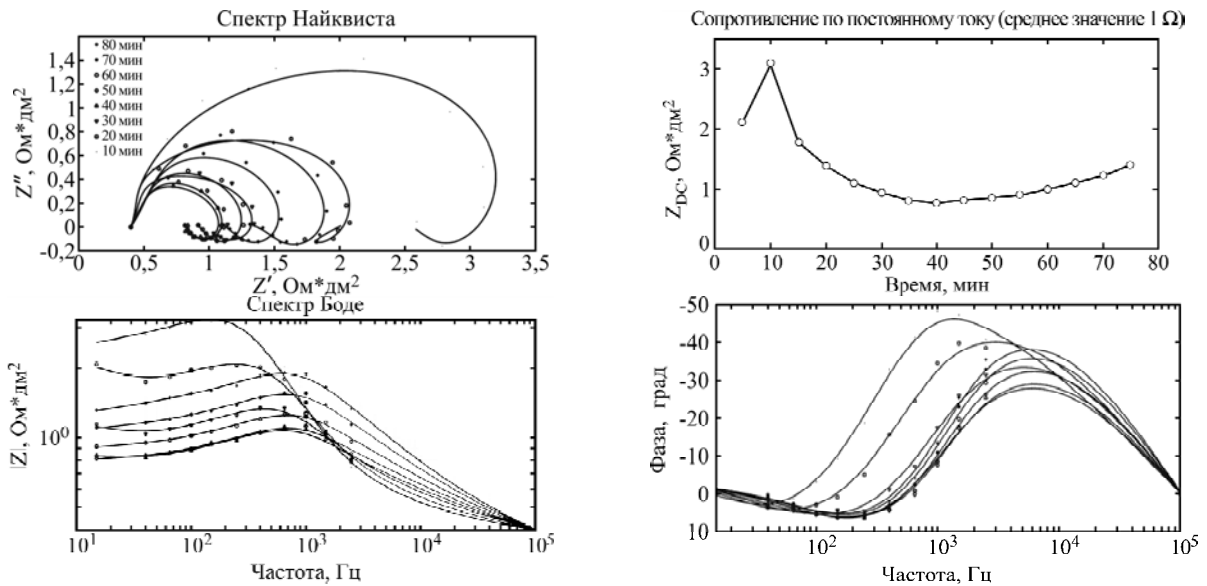 Спектр Найквиста
Z'', Ом*дм²
1,4
1,2
0,8
0,6
0,4
0,2
0
-0,2
80 мин
70 мин
60 мин
50 мин
40 мин
30 мин
20 мин
10 мин
0
0,5
1
1,5
2
2,5
3
3,5
Z', Ом*дм²
Сопротивление по постоянному току (среднее значение 1 Ω)
Z_DC, Ом*дм²
3
2
1
0
0
10
20
30
40
50
60
70
80
Время, мин
Спектр Боде
|Z|, Ом*дм²
10⁰
10¹
10²
10³
10⁴
10⁵
Частота, Гц
Фаза, град
-50
-40
-30
-20
-10
0
10
10²
10³
10⁴
10⁵
Частота, Гц